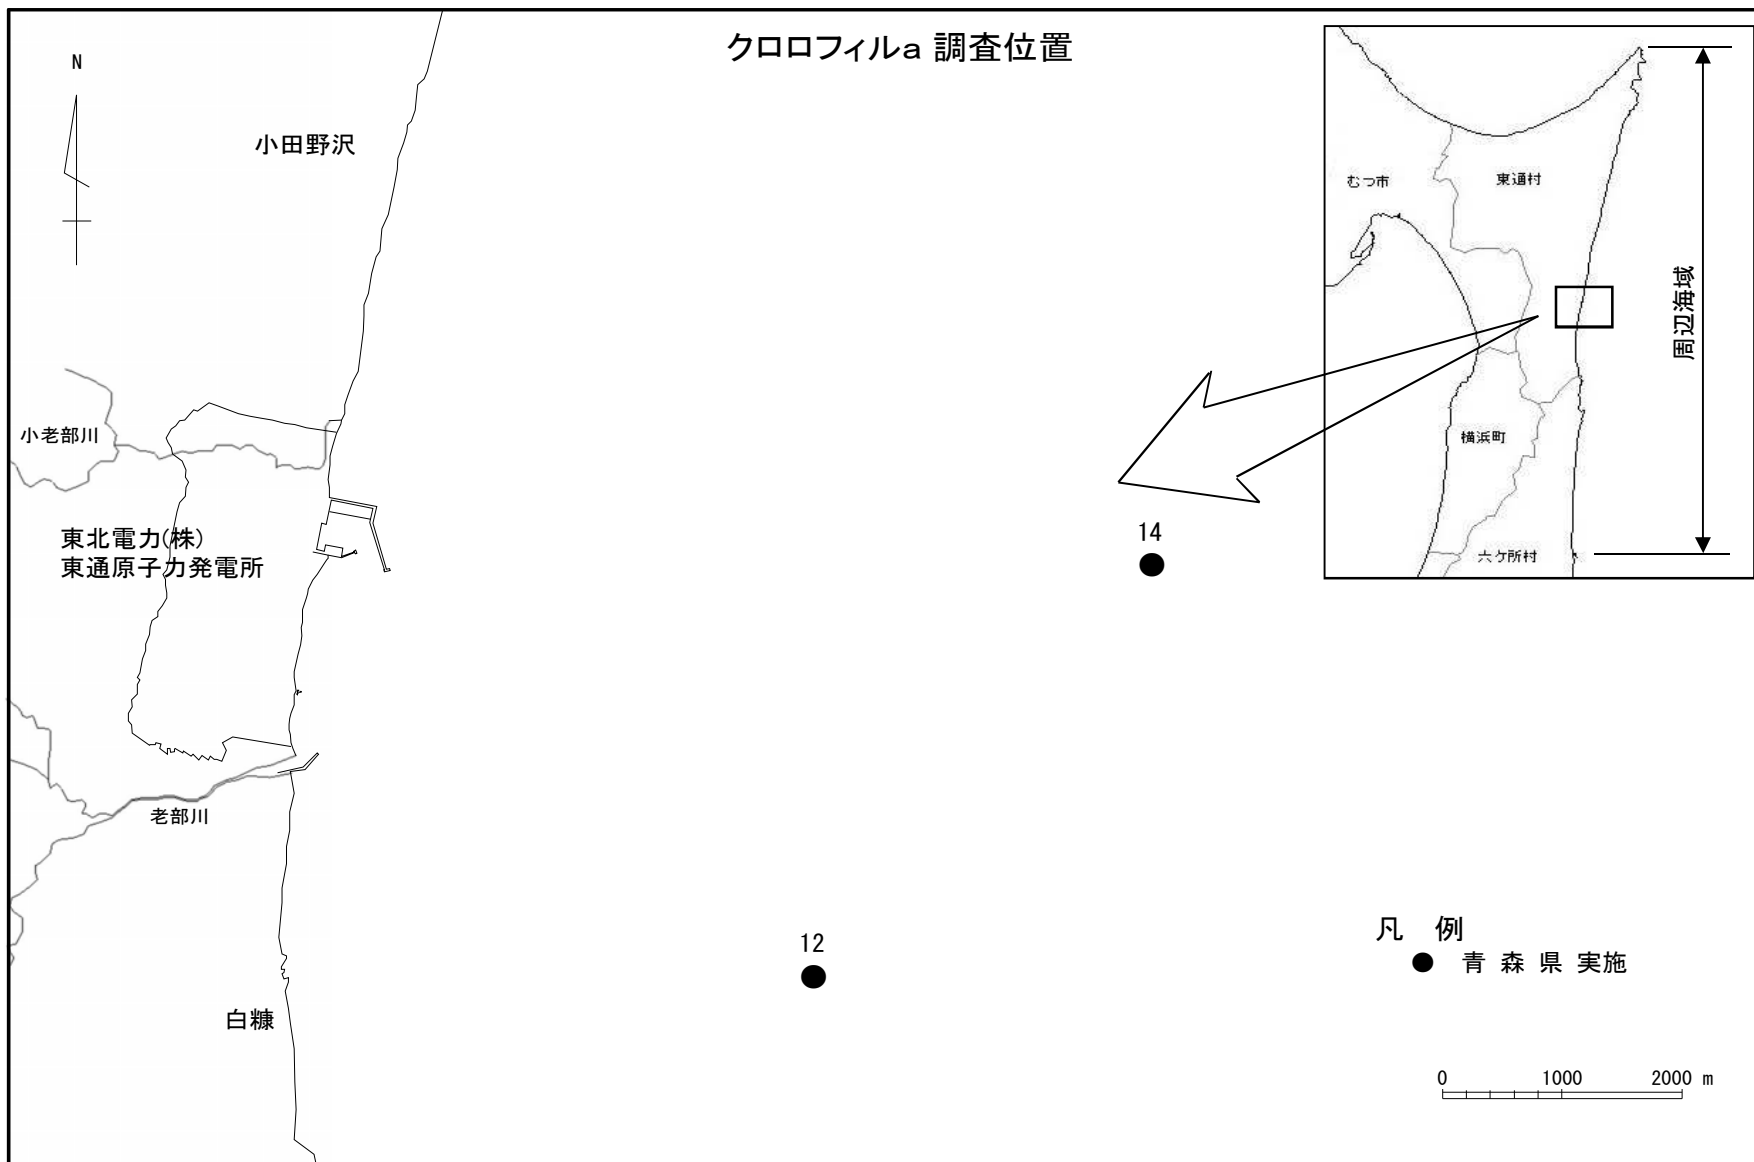 クロロフィルa 調査位置
N
小田野沢
むつ市
東通村
周辺海域
小老部川
横浜町
東北電力(株)
東通原子力発電所
14
六ケ所村
老部川
12
凡 例
● 青 森 県 実施
白糠
0 1000 2000 m